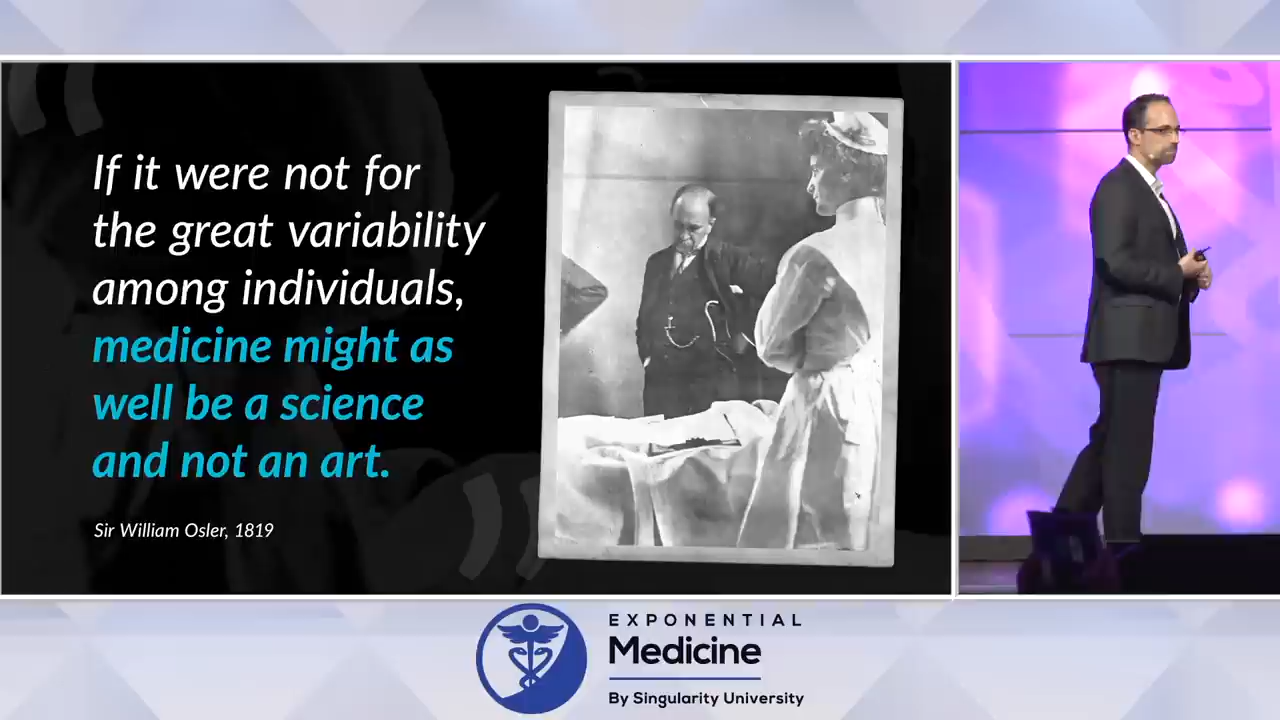 If it were not for
the great variability
among individuals,
medicine might as
well be a science
and not an art.
Sir William Osler, 1819
EXPONENTIAL
Medicine
By Singularity University